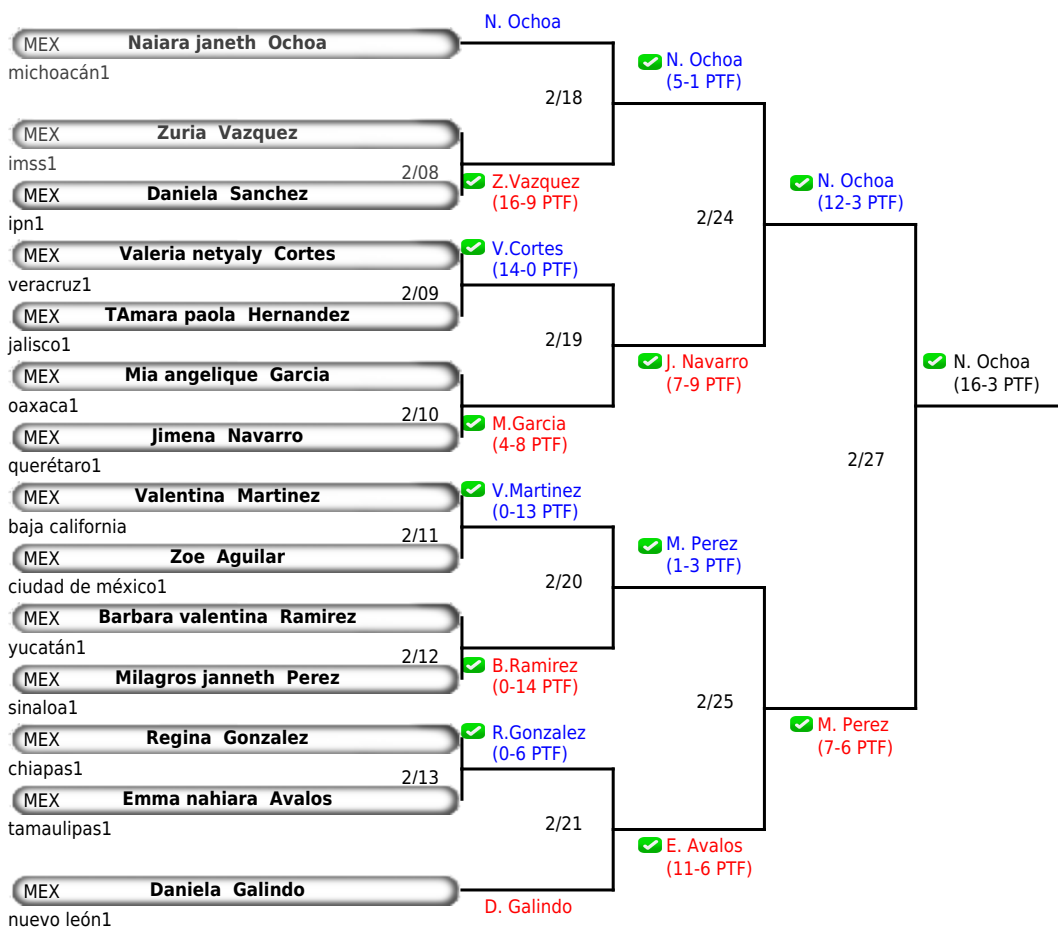 N. Ochoa
MEX Naiara janeth Ochoa
michoacán1
N. Ochoa
(5-1 PTF)
2/18
MEX Zuria Vazquez
imss1
2/08
MEX Daniela Sanchez
ipn1
Z.Vazquez
(16-9 PTF)
N. Ochoa
(12-3 PTF)
2/24
MEX Valeria netyaly Cortes
veracruz1
V.Cortes
(14-0 PTF)
2/09
MEX TAmara paola Hernandez
jalisco1
2/19
MEX Mia angelique Garcia
oaxaca1
J. Navarro
(7-9 PTF)
N. Ochoa
(16-3 PTF)
2/10
MEX Jimena Navarro
querétaro1
M.Garcia
(4-8 PTF)
2/27
MEX Valentina Martinez
baja california
V.Martinez
(0-13 PTF)
2/11
MEX Zoe Aguilar
ciudad de méxico1
M. Perez
(1-3 PTF)
2/20
MEX Barbara valentina Ramirez
yucatán1
2/12
MEX Milagros janneth Perez
sinaloa1
B.Ramirez
(0-14 PTF)
2/25
MEX Regina Gonzalez
chiapas1
R.Gonzalez
(0-6 PTF)
M. Perez
(7-6 PTF)
2/13
MEX Emma nahiara Avalos
tamaulipas1
2/21
E. Avalos
(11-6 PTF)
MEX Daniela Galindo
nuevo león1
D. Galindo